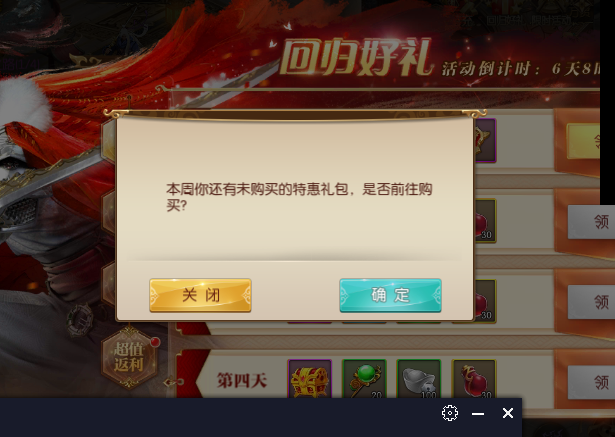 回归好礼
活动倒计时：6天8
本周你还有未购买的特惠礼包，是否前往购
买？
关闭
确定
领
30
领
30
领
30
领
超值
返利
第四天
20
100
30
领